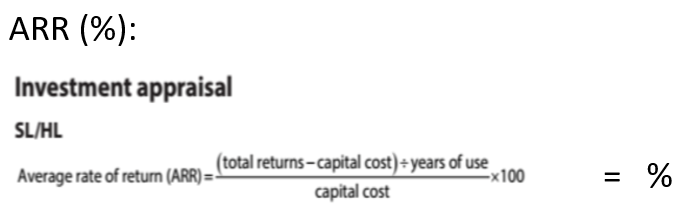 ARR (%):
Investment appraisal
SL/HL
Average rate of return (ARR)= (total returns–capital cost)÷years of use / capital cost ×100 = %